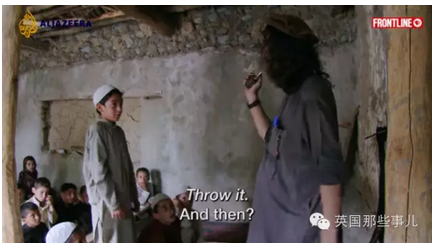 ALJAZEERA
FRONTLINE
Throw it.
And then?
英国那些事儿